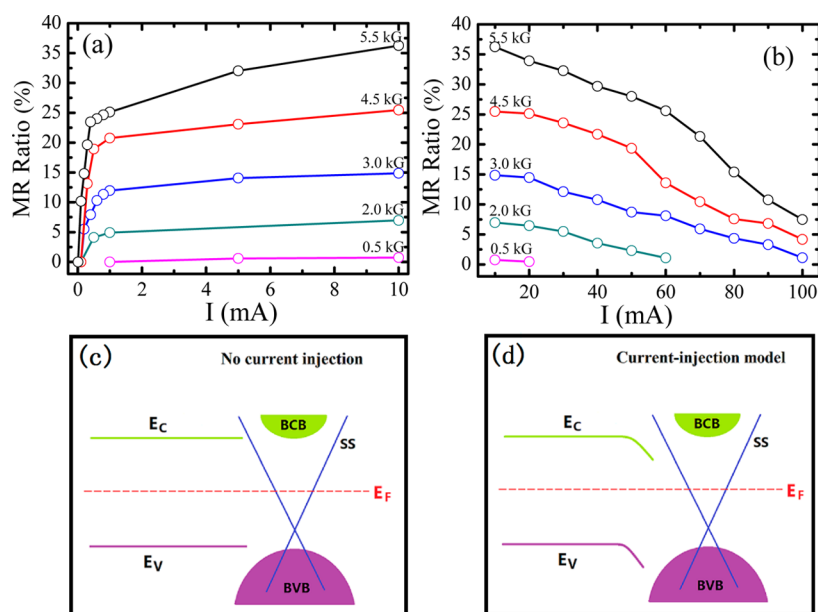 (a)
5.5 kG
4.5 kG
3.0 kG
2.0 kG
0.5 kG
MR Ratio (%)
40
35
30
25
20
15
10
5
0
0 2 4 6 8 10
I (mA)
(b)
5.5 kG
4.5 kG
3.0 kG
2.0 kG
0.5 kG
MR Ratio (%)
40
35
30
25
20
15
10
5
0
20 40 60 80 100
I (mA)
(c)
No current injection
BCB
E_C
SS
E_F
E_V
BVB
(d)
Current-injection model
BCB
E_C
SS
E_F
E_V
BVB